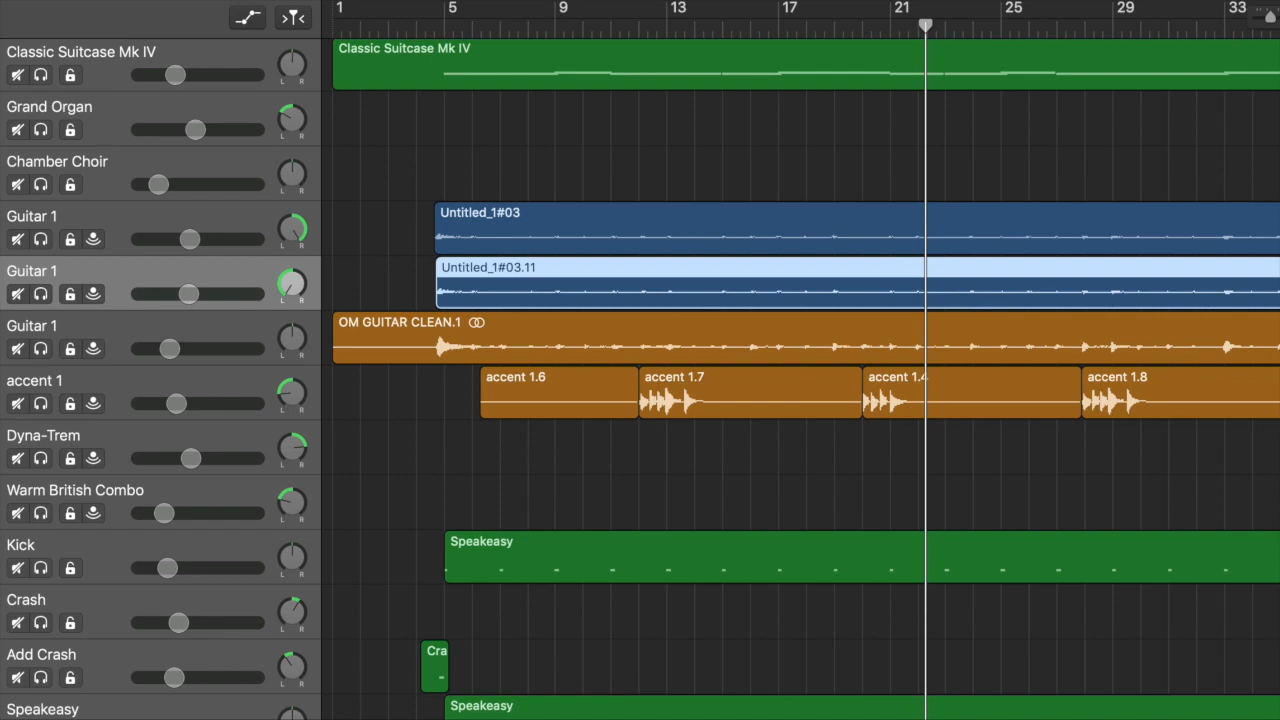 1 5 9 13 17 21 25 29 33
Classic Suitcase Mk IV
L R
Classic Suitcase Mk IV
Grand Organ
L R
Chamber Choir
L R
Guitar 1
L R
Untitled_1#03
Guitar 1
L R
Untitled_1#03.11
Guitar 1
L R
OM GUITAR CLEAN.1
accent 1
L R
accent 1.6 accent 1.7 accent 1.4 accent 1.8
Dyna-Trem
L R
Warm British Combo
L R
Kick
L R
Speakeasy
Crash
L R
Add Crash
L R
Cra
Speakeasy
Speakeasy